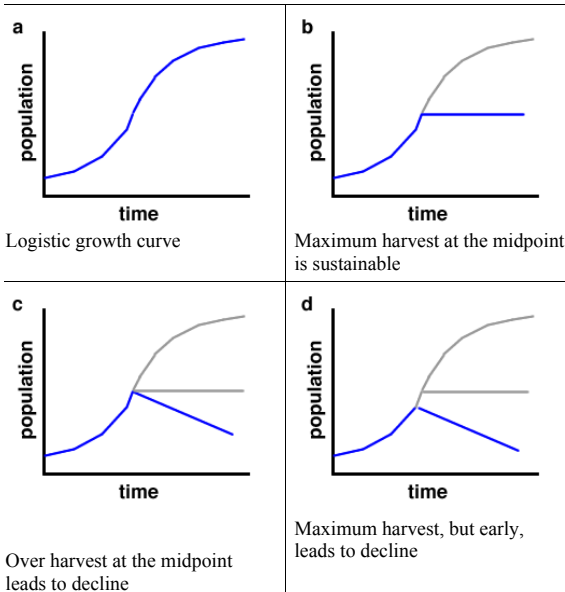 a
population
time
Logistic growth curve
b
population
time
Maximum harvest at the midpoint
is sustainable
c
population
time
Over harvest at the midpoint
leads to decline
d
population
time
Maximum harvest, but early,
leads to decline